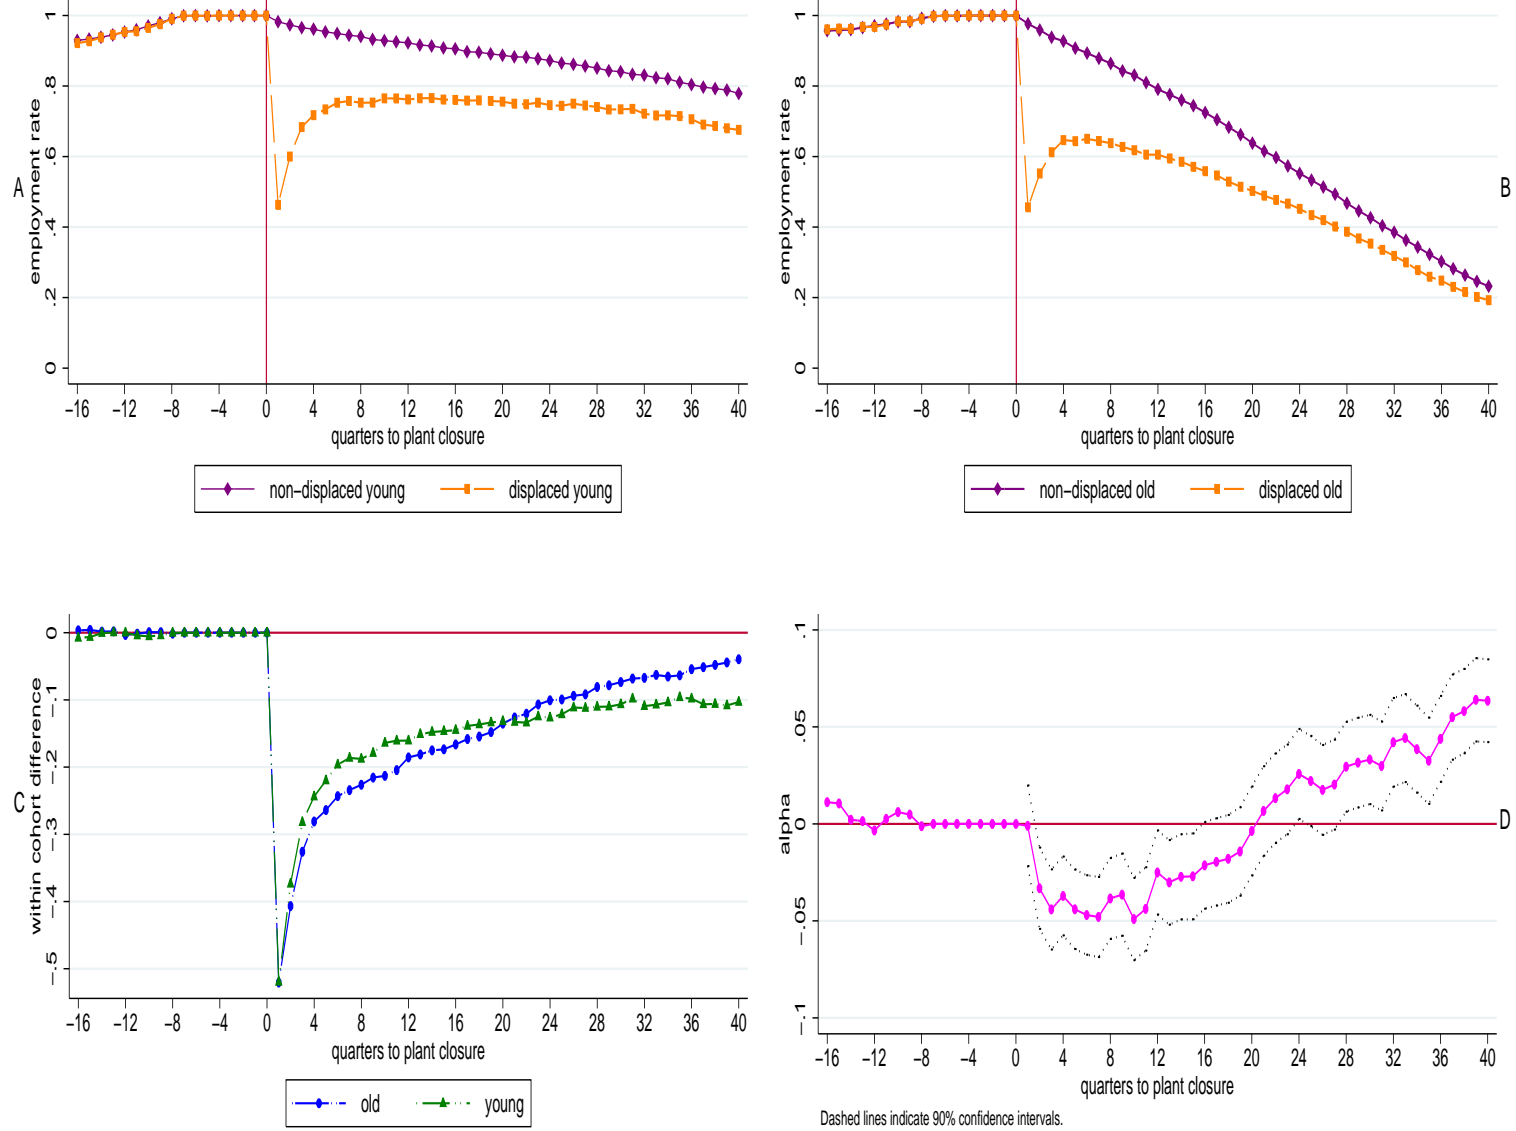 A
employment rate
0 .2 .4 .6 .8 1
−16 −12 −8 −4 0 4 8 12 16 20 24 28 32 36 40
quarters to plant closure
non−displaced young displaced young
B
employment rate
0 .2 .4 .6 .8 1
−16 −12 −8 −4 0 4 8 12 16 20 24 28 32 36 40
quarters to plant closure
non−displaced old displaced old
C
within cohort difference
−.5 −.4 −.3 −.2 −.1 0
−16 −12 −8 −4 0 4 8 12 16 20 24 28 32 36 40
quarters to plant closure
old young
D
alpha
−.1 −.05 0 .05 .1
−16 −12 −8 −4 0 4 8 12 16 20 24 28 32 36 40
quarters to plant closure
Dashed lines indicate 90% confidence intervals.